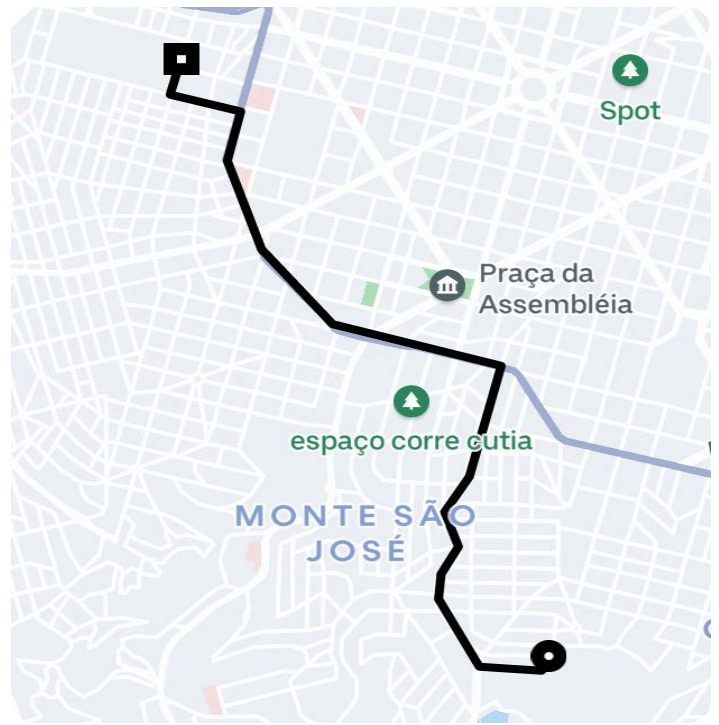 Spot
Praça da
Assembléia
espaço corre cutia
MONTE SÃO
JOSÉ